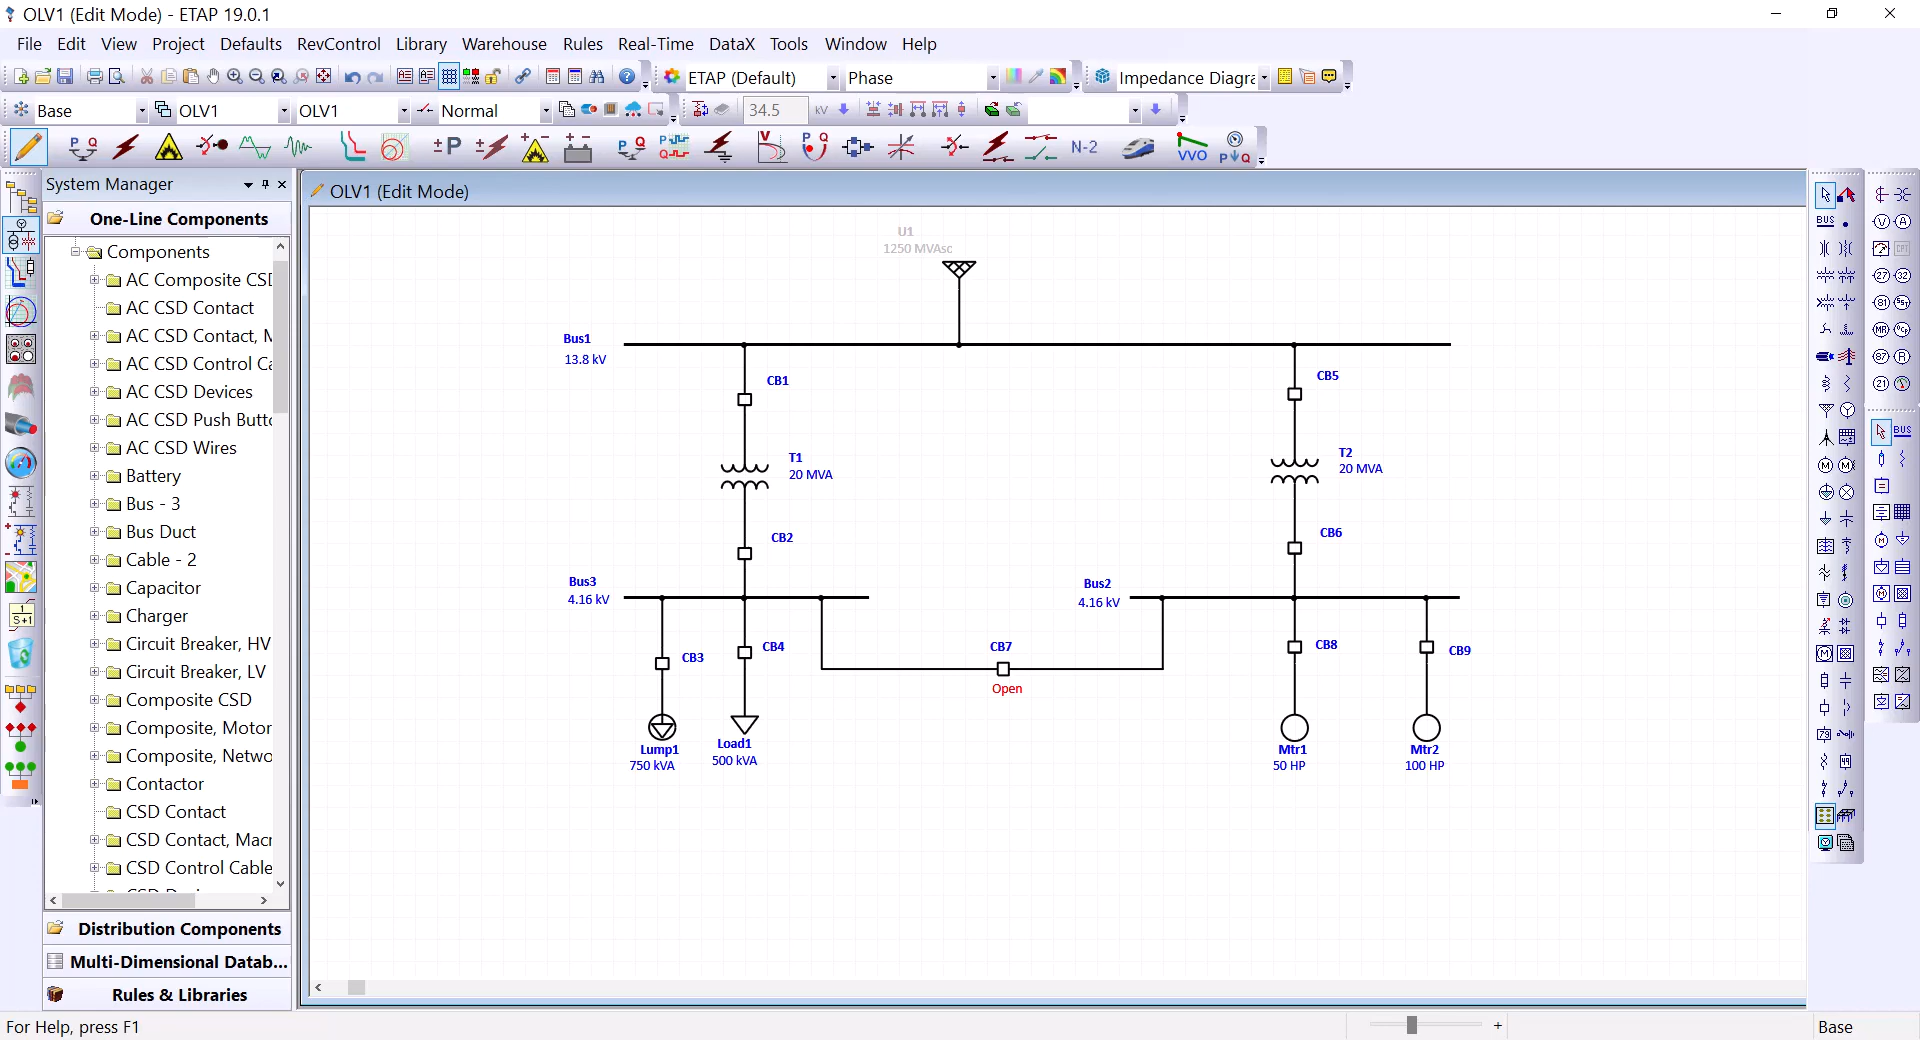 OLV1 (Edit Mode) - ETAP 19.0.1
File Edit View Project Defaults RevControl Library Warehouse Rules Real-Time DataX Tools Window Help
ETAP (Default) Phase Impedance Diagra
Base OLV1 OLV1 Normal 34.5 kV
N-2 VVO
System Manager
OLV1 (Edit Mode)
One-Line Components
Components
AC Composite CSD
AC CSD Contact
AC CSD Contact, M
AC CSD Control Ca
AC CSD Devices
AC CSD Push Butto
AC CSD Wires
Battery
Bus - 3
Bus Duct
Cable - 2
Capacitor
Charger
Circuit Breaker, HV
Circuit Breaker, LV
Composite CSD
Composite, Motor
Composite, Netwo
Contactor
CSD Contact
CSD Contact, Macr
CSD Control Cable
Distribution Components
Multi-Dimensional Datab...
Rules & Libraries
U1
1250 MVAsc
Bus1
13.8 kV
CB1
CB5
T1
20 MVA
T2
20 MVA
CB2
CB6
Bus3
4.16 kV
Bus2
4.16 kV
CB3
CB4
CB7
Open
CB8
CB9
Lump1
750 kVA
Load1
500 kVA
Mtr1
50 HP
Mtr2
100 HP
For Help, press F1
Base